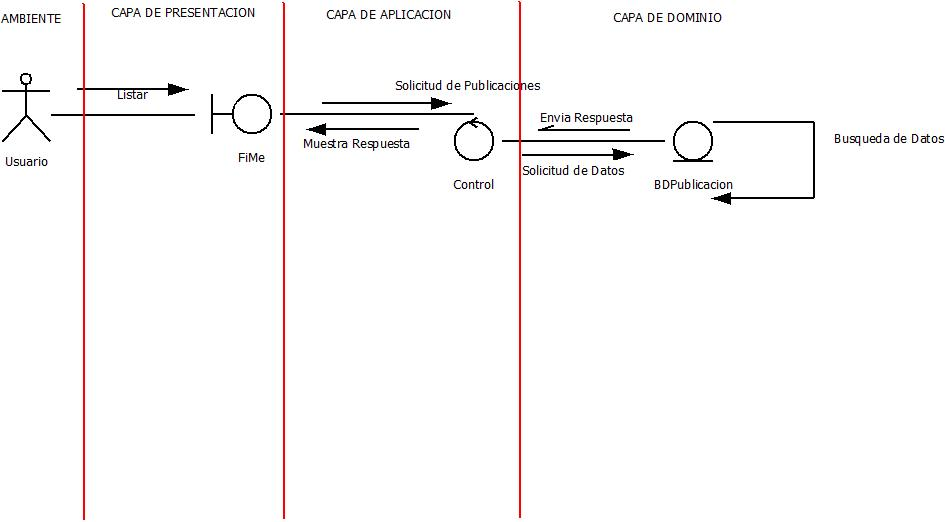 AMBIENTE
CAPA DE PRESENTACION
CAPA DE APLICACION
CAPA DE DOMINIO
Solicitud de Publicaciones
Listar
Envia Respuesta
Busqueda de Datos
Muestra Respuesta
Usuario
FiMe
Solicitud de Datos
Control
BDPublicacion